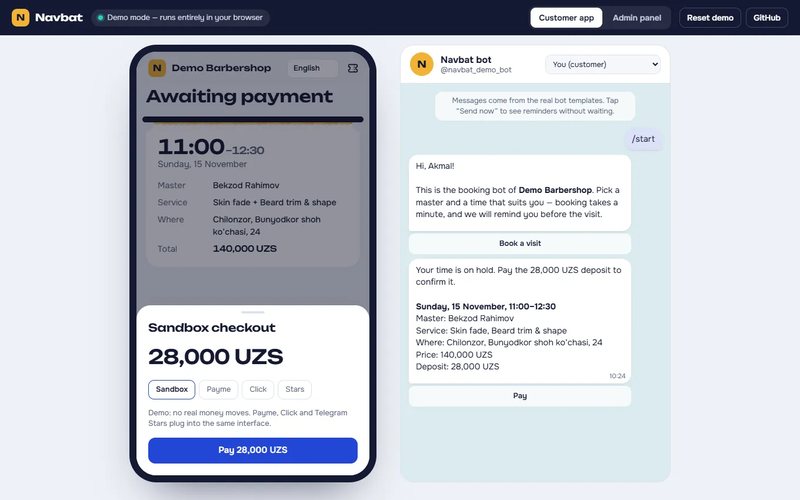 N Navbat
Demo mode — runs entirely in your browser
Customer app
Admin panel
Reset demo
GitHub
N Demo Barbershop
English
Awaiting payment
11:00–12:30
Sunday, 15 November
Master Bekzod Rahimov
Service Skin fade + Beard trim & shape
Where Chilonzor, Bunyodkor shoh
ko‘chasi, 24
Total 140,000 UZS
Sandbox checkout
28,000 UZS
Sandbox
Payme
Click
Stars
Demo: no real money moves. Payme, Click and Telegram
Stars plug into the same interface.
Pay 28,000 UZS
N Navbat bot
@navbat_demo_bot
You (customer)
Messages come from the real bot templates. Tap
“Send now” to see reminders without waiting.
/start
Hi, Akmal!
This is the booking bot of Demo Barbershop. Pick a
master and a time that suits you — booking takes a
minute, and we will remind you before the visit.
Book a visit
Your time is on hold. Pay the 28,000 UZS deposit to
confirm it.
Sunday, 15 November, 11:00–12:30
Master: Bekzod Rahimov
Service: Skin fade, Beard trim & shape
Where: Chilonzor, Bunyodkor shoh ko‘chasi, 24
Price: 140,000 UZS
Deposit: 28,000 UZS
10:24
Pay